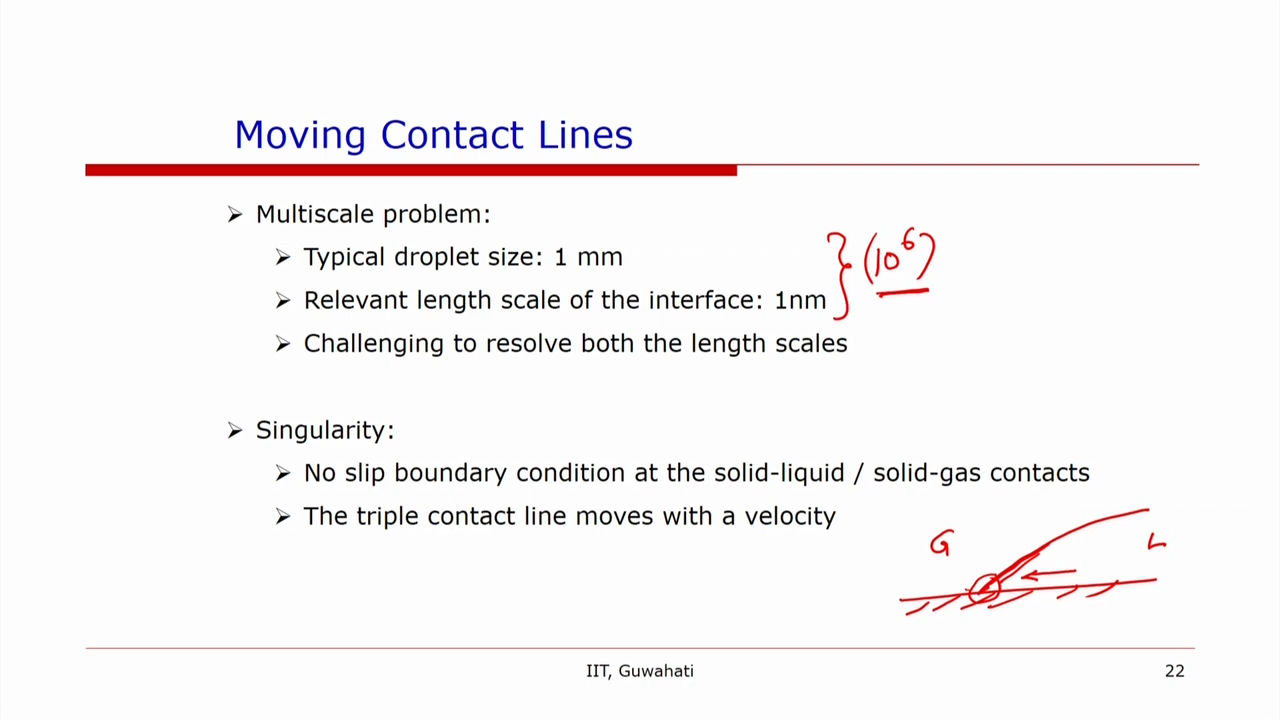 Moving Contact Lines
➢ Multiscale problem:
➢ Typical droplet size: 1 mm
➢ Relevant length scale of the interface: 1nm
} (10⁶)
➢ Challenging to resolve both the length scales
➢ Singularity:
➢ No slip boundary condition at the solid-liquid / solid-gas contacts
➢ The triple contact line moves with a velocity
G
L
IIT, Guwahati
22